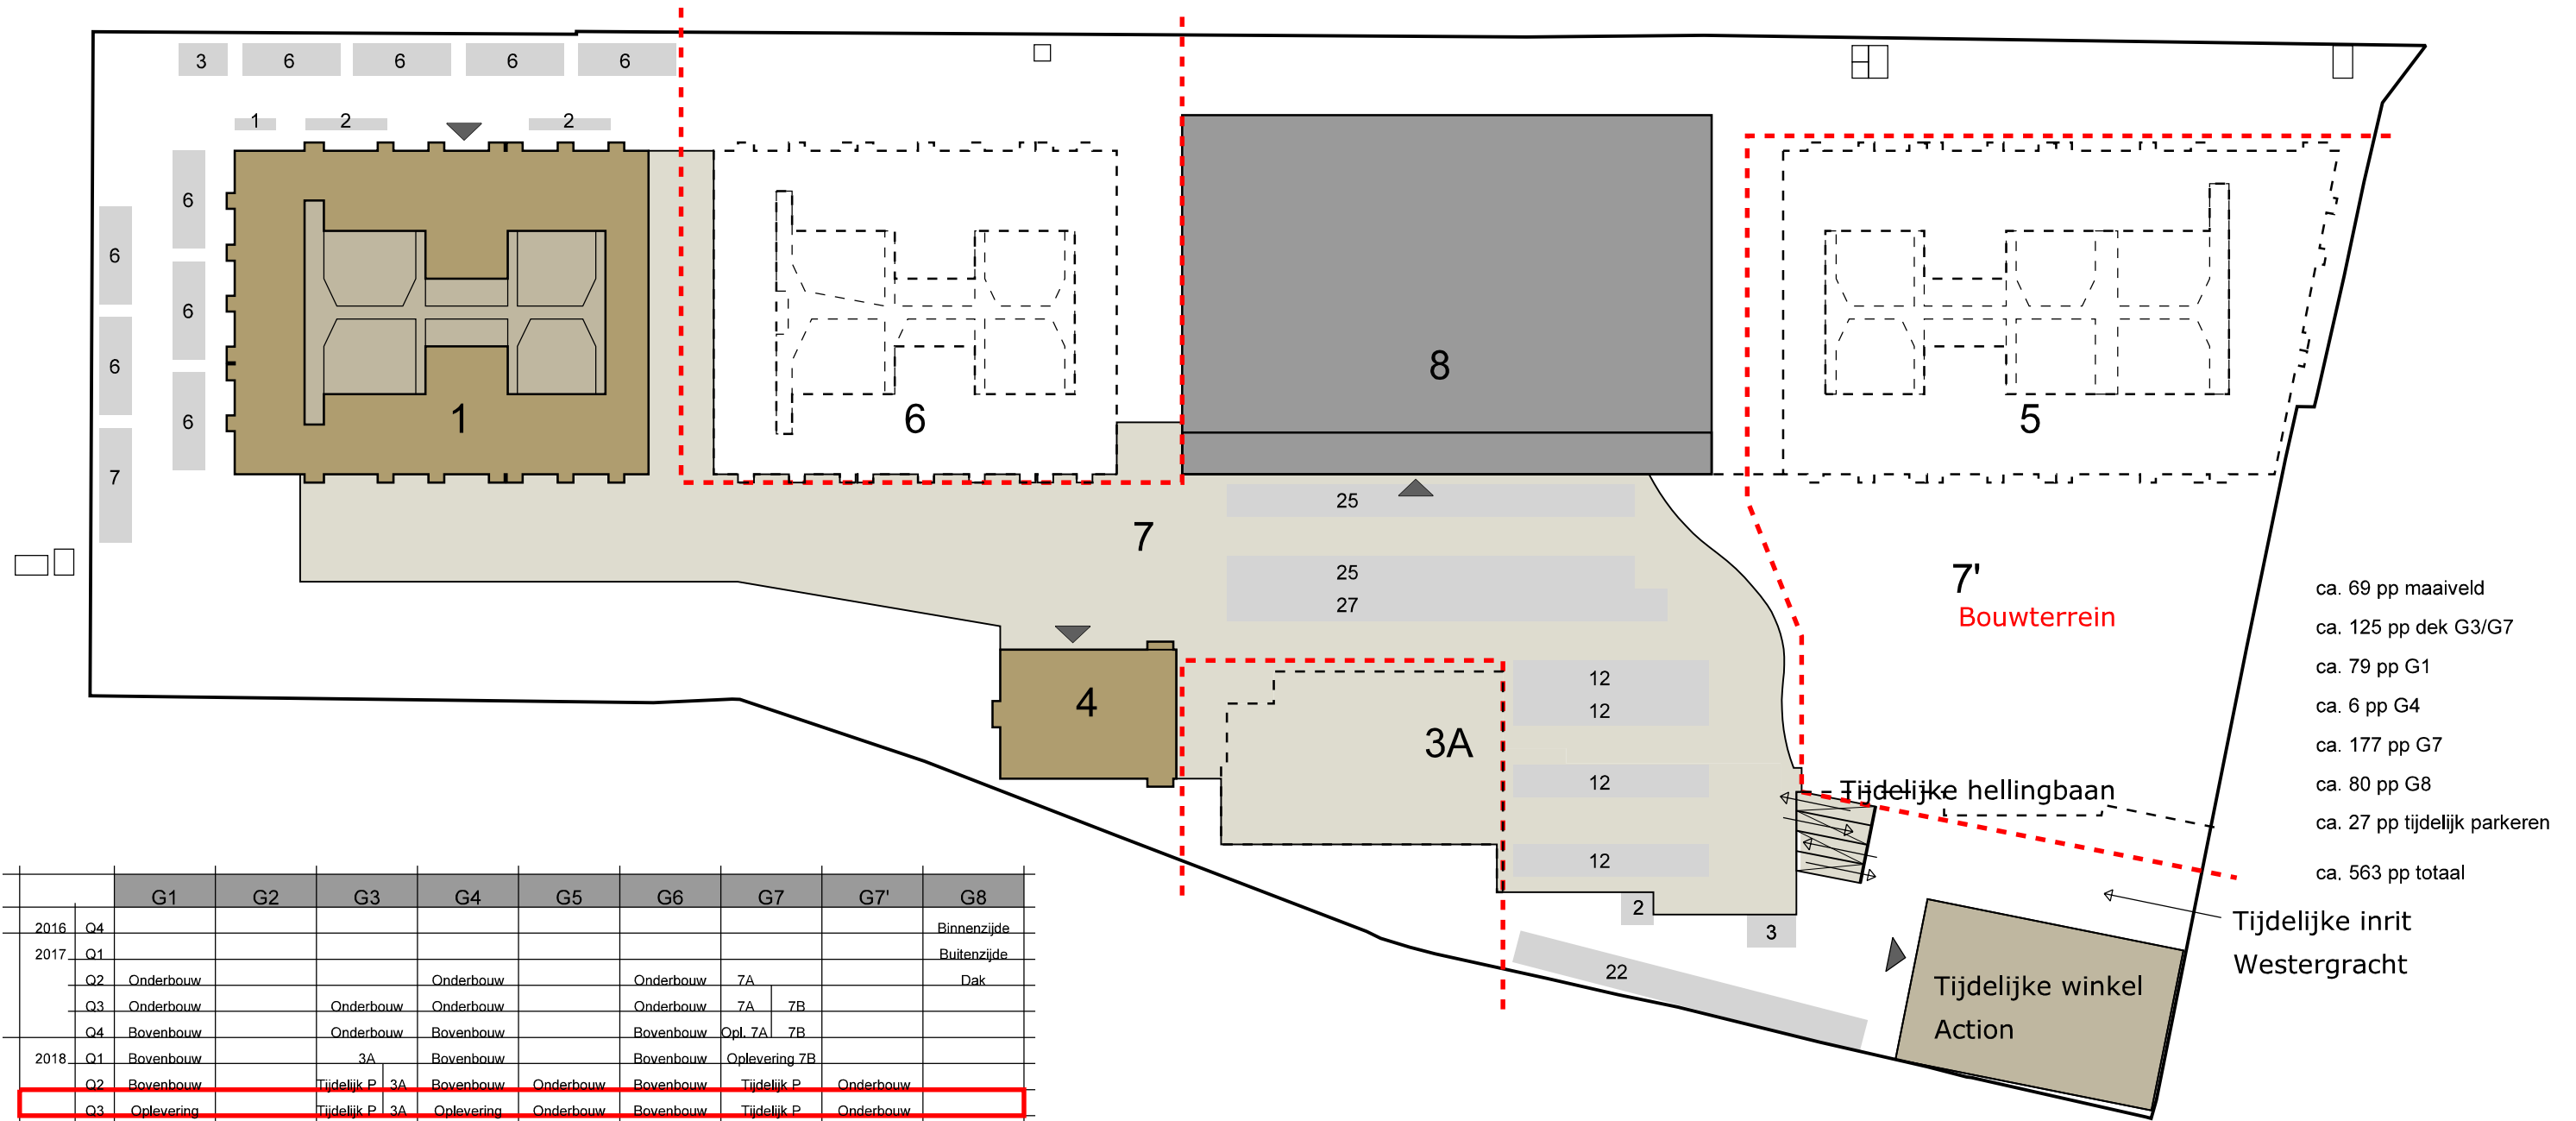 3 6 6 6 6
1 2 2
6
6
6
6
6
6
7
1
6
8
5
25
7
25
27
7'
Bouwterrein
4
3A
12
12
12
12
2
3
22
Tijdelijke hellingbaan
Tijdelijke inrit
Westergracht
Tijdelijke winkel
Action
ca. 69 pp maaiveld
ca. 125 pp dek G3/G7
ca. 79 pp G1
ca. 6 pp G4
ca. 177 pp G7
ca. 80 pp G8
ca. 27 pp tijdelijk parkeren
ca. 563 pp totaal
G1 G2 G3 G4 G5 G6 G7 G7' G8
2016 Q4 Binnenzijde
2017 Q1 Buitenzijde
Q2 Onderbouw Onderbouw Onderbouw 7A Dak
Q3 Onderbouw Onderbouw Onderbouw Onderbouw 7A 7B
Q4 Bovenbouw Onderbouw Bovenbouw Bovenbouw Opl. 7A 7B
2018 Q1 Bovenbouw 3A Bovenbouw Bovenbouw Oplevering 7B
Q2 Bovenbouw Tijdelijk P 3A Bovenbouw Onderbouw Bovenbouw Tijdelijk P Onderbouw
Q3 Oplevering Tijdelijk P 3A Oplevering Onderbouw Bovenbouw Tijdelijk P Onderbouw